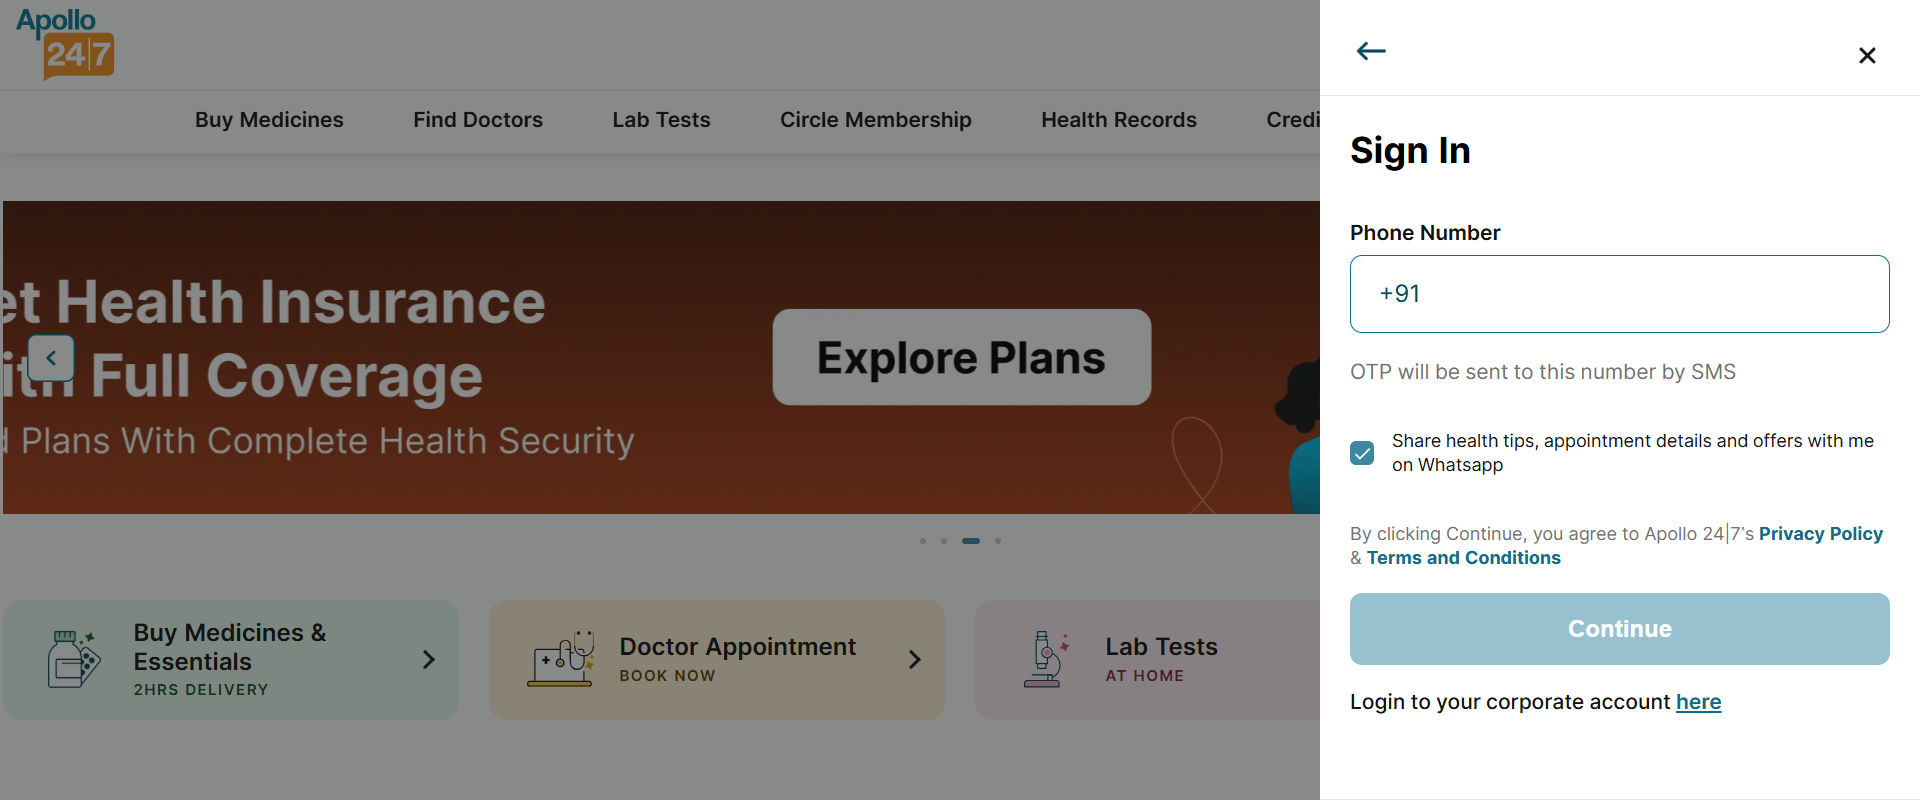 Apollo
24|7
Buy Medicines
Find Doctors
Lab Tests
Circle Membership
Health Records
Health Insurance
Full Coverage
Plans With Complete Health Security
Explore Plans
Buy Medicines &
Essentials
2HRS DELIVERY
Doctor Appointment
BOOK NOW
Lab Tests
AT HOME
Sign In
Phone Number
+91
OTP will be sent to this number by SMS
Share health tips, appointment details and offers with me
on Whatsapp
By clicking Continue, you agree to Apollo 24|7's Privacy Policy
& Terms and Conditions
Continue
Login to your corporate account here